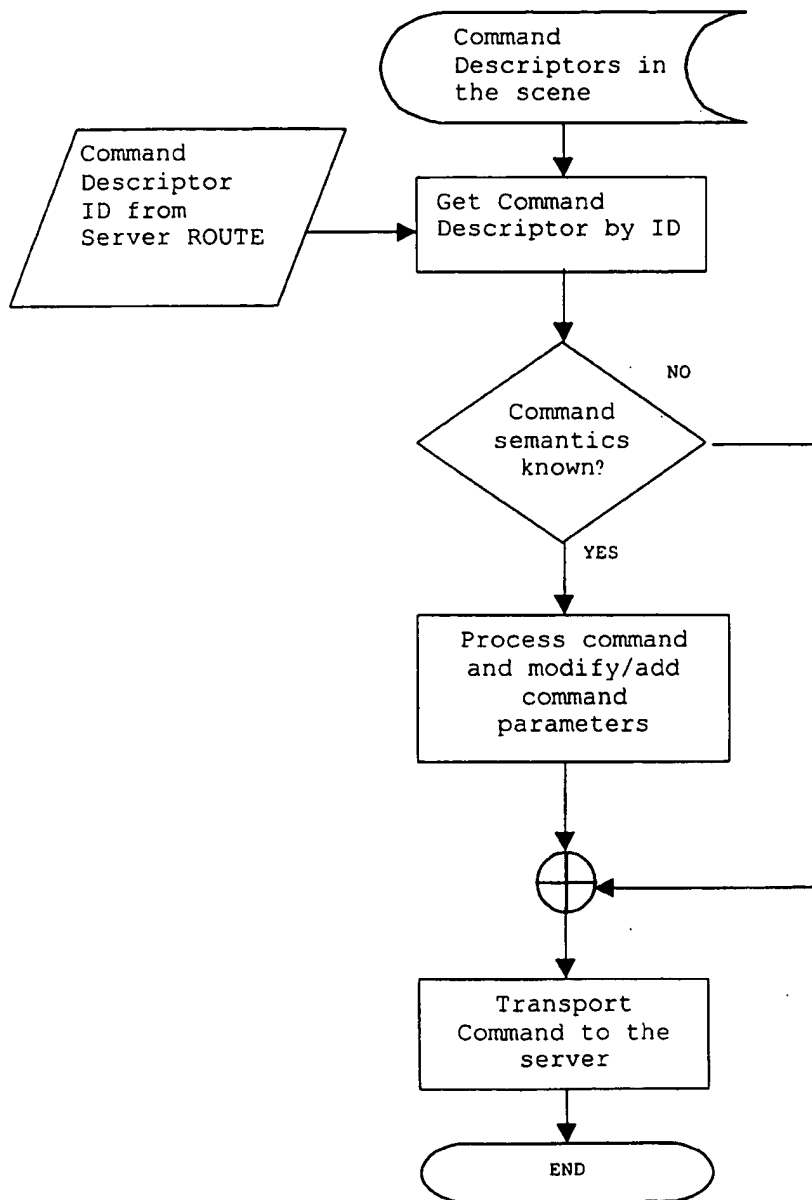 Command
Descriptors in
the scene
Command
Descriptor
ID from
Server ROUTE
Get Command
Descriptor by ID
NO
Command
semantics
known?
YES
Process command
and modify/add
command
parameters
Transport
Command to the
server
END